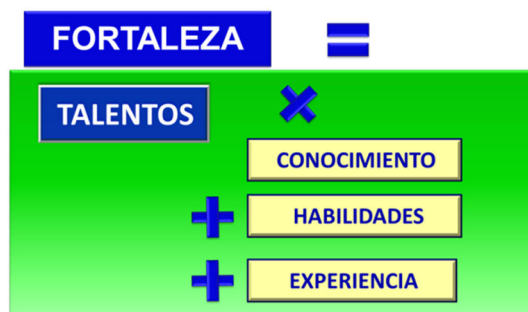 FORTALEZA =
TALENTOS ×
CONOCIMIENTO
+ HABILIDADES
+ EXPERIENCIA